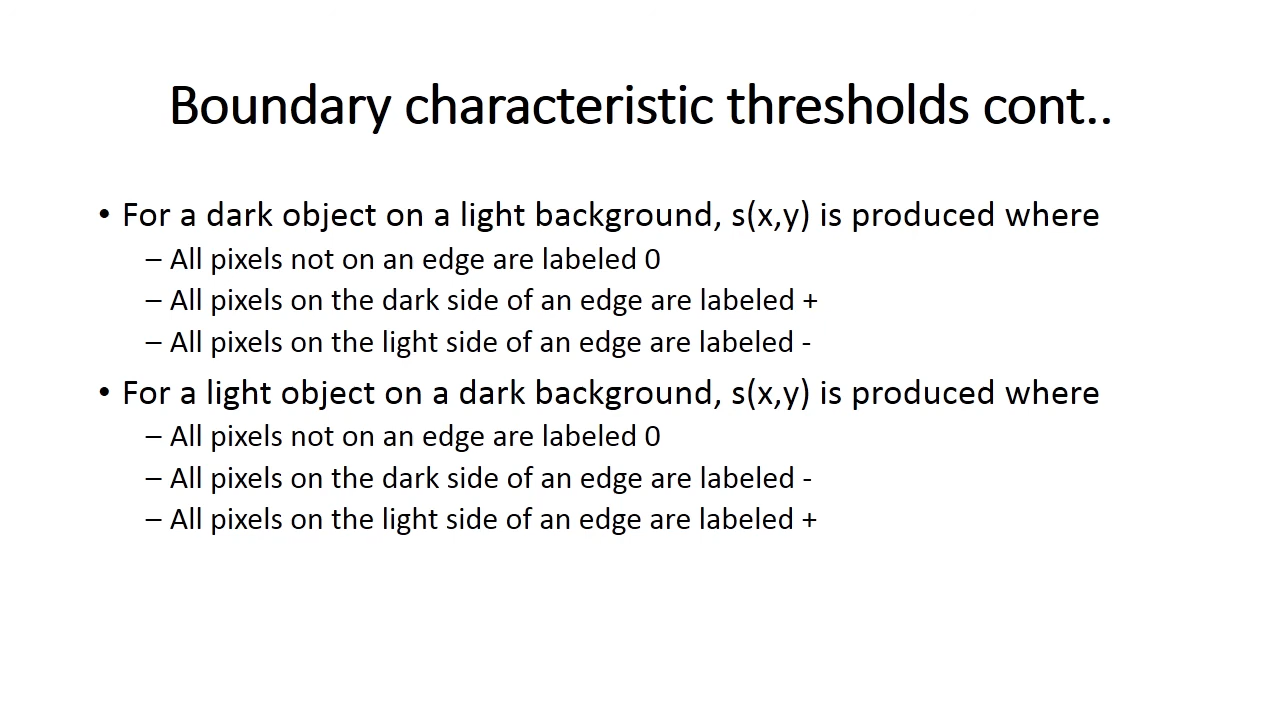 Boundary characteristic thresholds cont..
• For a dark object on a light background, s(x,y) is produced where
– All pixels not on an edge are labeled 0
– All pixels on the dark side of an edge are labeled +
– All pixels on the light side of an edge are labeled -
• For a light object on a dark background, s(x,y) is produced where
– All pixels not on an edge are labeled 0
– All pixels on the dark side of an edge are labeled -
– All pixels on the light side of an edge are labeled +